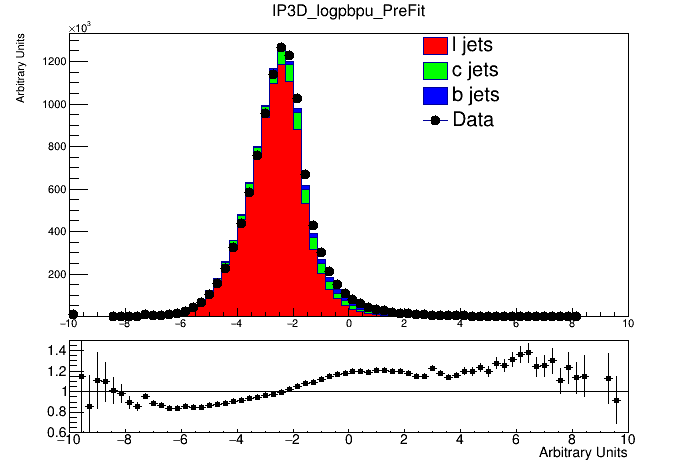 IP3D_logpbpu_PreFit
×10³
Arbitrary Units
1200
1000
800
600
400
200
l jets
c jets
b jets
Data
−10 −8 −6 −4 −2 0 2 4 6 8 10
1.4
1.2
1
0.8
0.6
−10 −8 −6 −4 −2 0 2 4 6 8 10
Arbitrary Units